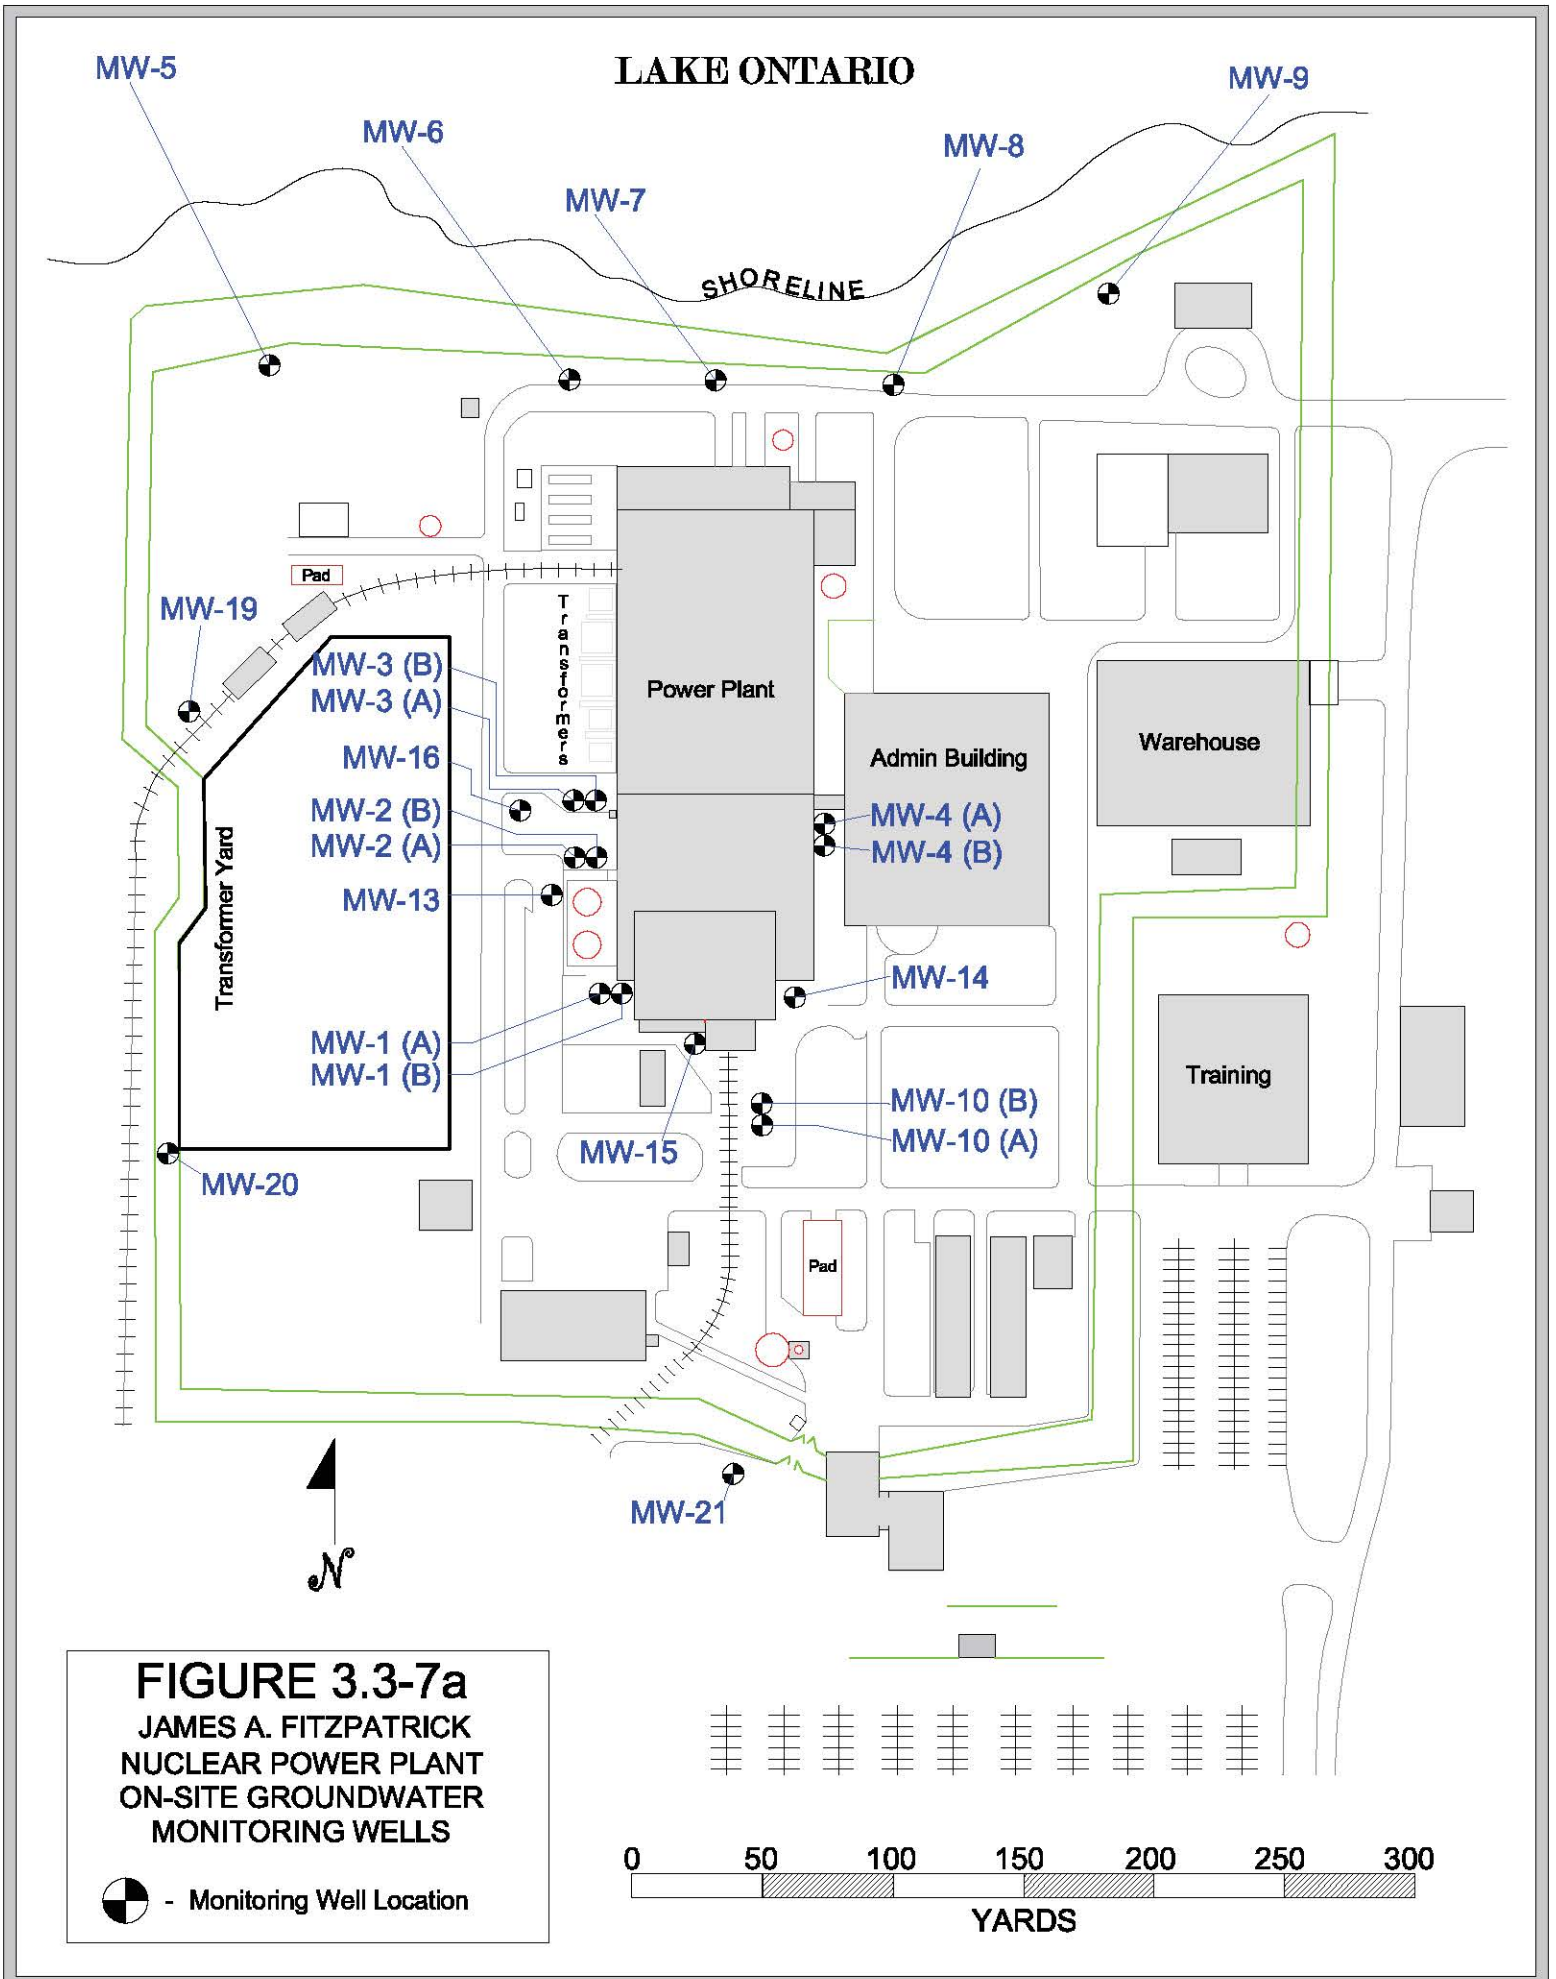 LAKE ONTARIO
MW-5
MW-9
MW-6
MW-8
MW-7
SHORELINE
Pad
MW-19
Transformers
MW-3 (B)
MW-3 (A)
Power Plant
MW-16
Admin Building
Warehouse
MW-2 (B)
MW-4 (A)
MW-2 (A)
MW-4 (B)
Transformer Yard
MW-13
MW-14
MW-1 (A)
MW-1 (B)
Training
MW-10 (B)
MW-10 (A)
MW-15
MW-20
Pad
MW-21
N
FIGURE 3.3-7a
JAMES A. FITZPATRICK
NUCLEAR POWER PLANT
ON-SITE GROUNDWATER
MONITORING WELLS
- Monitoring Well Location
0 50 100 150 200 250 300
YARDS